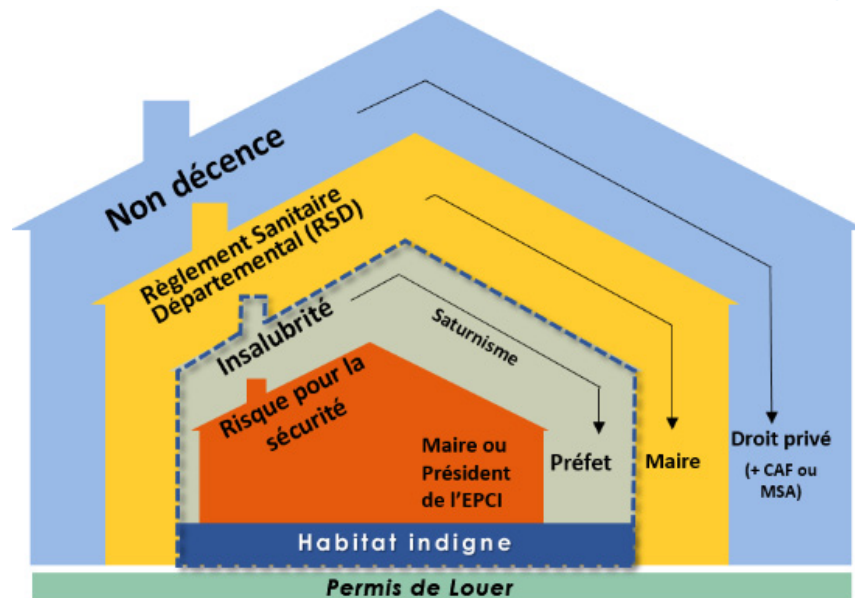 Non décence
Règlement Sanitaire
Départemental (RSD)
Insalubrité
Saturnisme
Risque pour la
sécurité
Maire ou
Président
de l'EPCI
Préfet
Maire
Droit privé
(+ CAF ou
MSA)
Habitat indigne
Permis de Louer